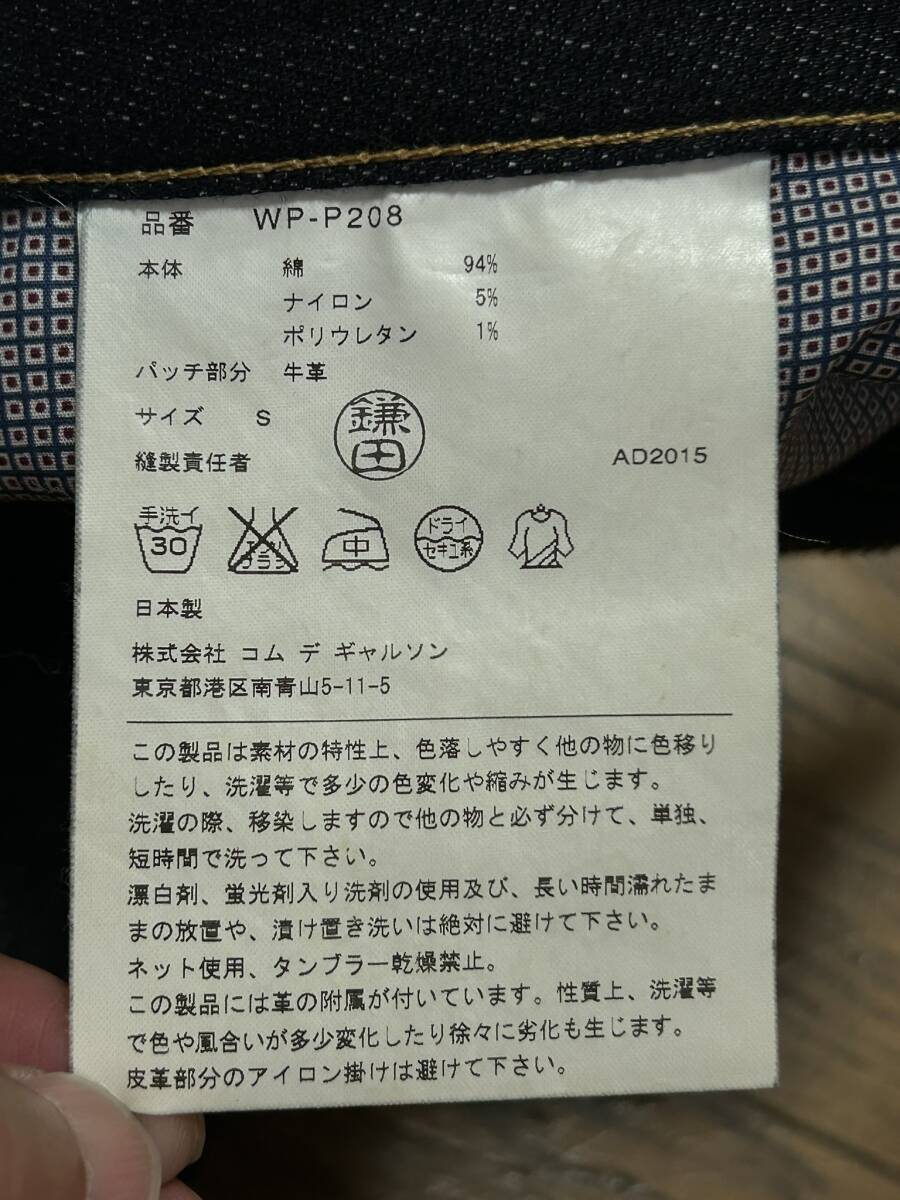 品番 WP-P208
本体 綿 94%
ナイロン 5%
ポリウレタン 1%
パッチ部分 牛革
サイズ S
鎌田
縫製責任者 AD2015
手洗イ 30 エンソサラシ 中 ドライ セキユ系
日本製
株式会社 コム デ ギャルソン
東京都港区南青山5-11-5
この製品は素材の特性上、色落しやすく他の物に色移り
したり、洗濯等で多少の色変化や縮みが生じます。
洗濯の際、移染しますので他の物と必ず分けて、単独、
短時間で洗って下さい。
漂白剤、蛍光剤入り洗剤の使用及び、長い時間濡れたま
まの放置や、漬け置き洗いは絶対に避けて下さい。
ネット使用、タンブラー乾燥禁止。
この製品には革の附属が付いています。性質上、洗濯等
で色や風合いが多少変化したり徐々に劣化も生じます。
皮革部分のアイロン掛けは避けて下さい。